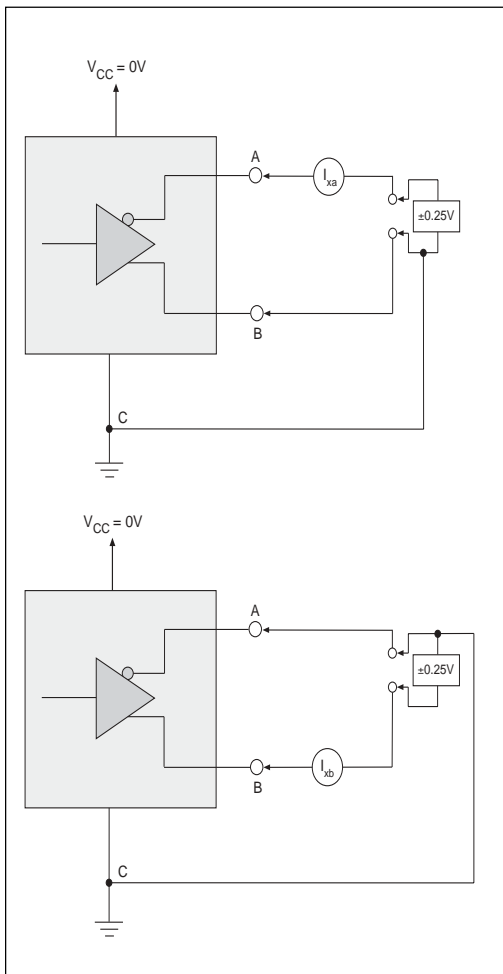 V_CC = 0V
A
I_xa
±0.25V
B
C
V_CC = 0V
A
±0.25V
B
I_xb
C